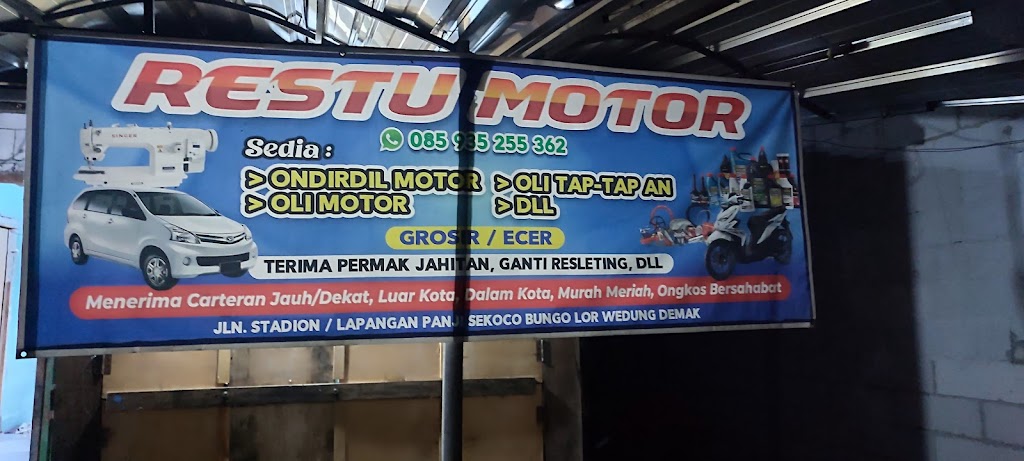 RESTU MOTOR
085 935 255 362
Sedia :
> ONDIRDIL MOTOR > OLI TAP-TAP AN
> OLI MOTOR > DLL
GROSIR / ECER
TERIMA PERMAK JAHITAN, GANTI RESLETING, DLL
Menerima Carteran Jauh/Dekat, Luar Kota, Dalam Kota, Murah Meriah, Ongkos Bersahabat
JLN. STADION / LAPANGAN PANJI SEKOCO BUNGO LOR WEDUNG DEMAK
SINGER